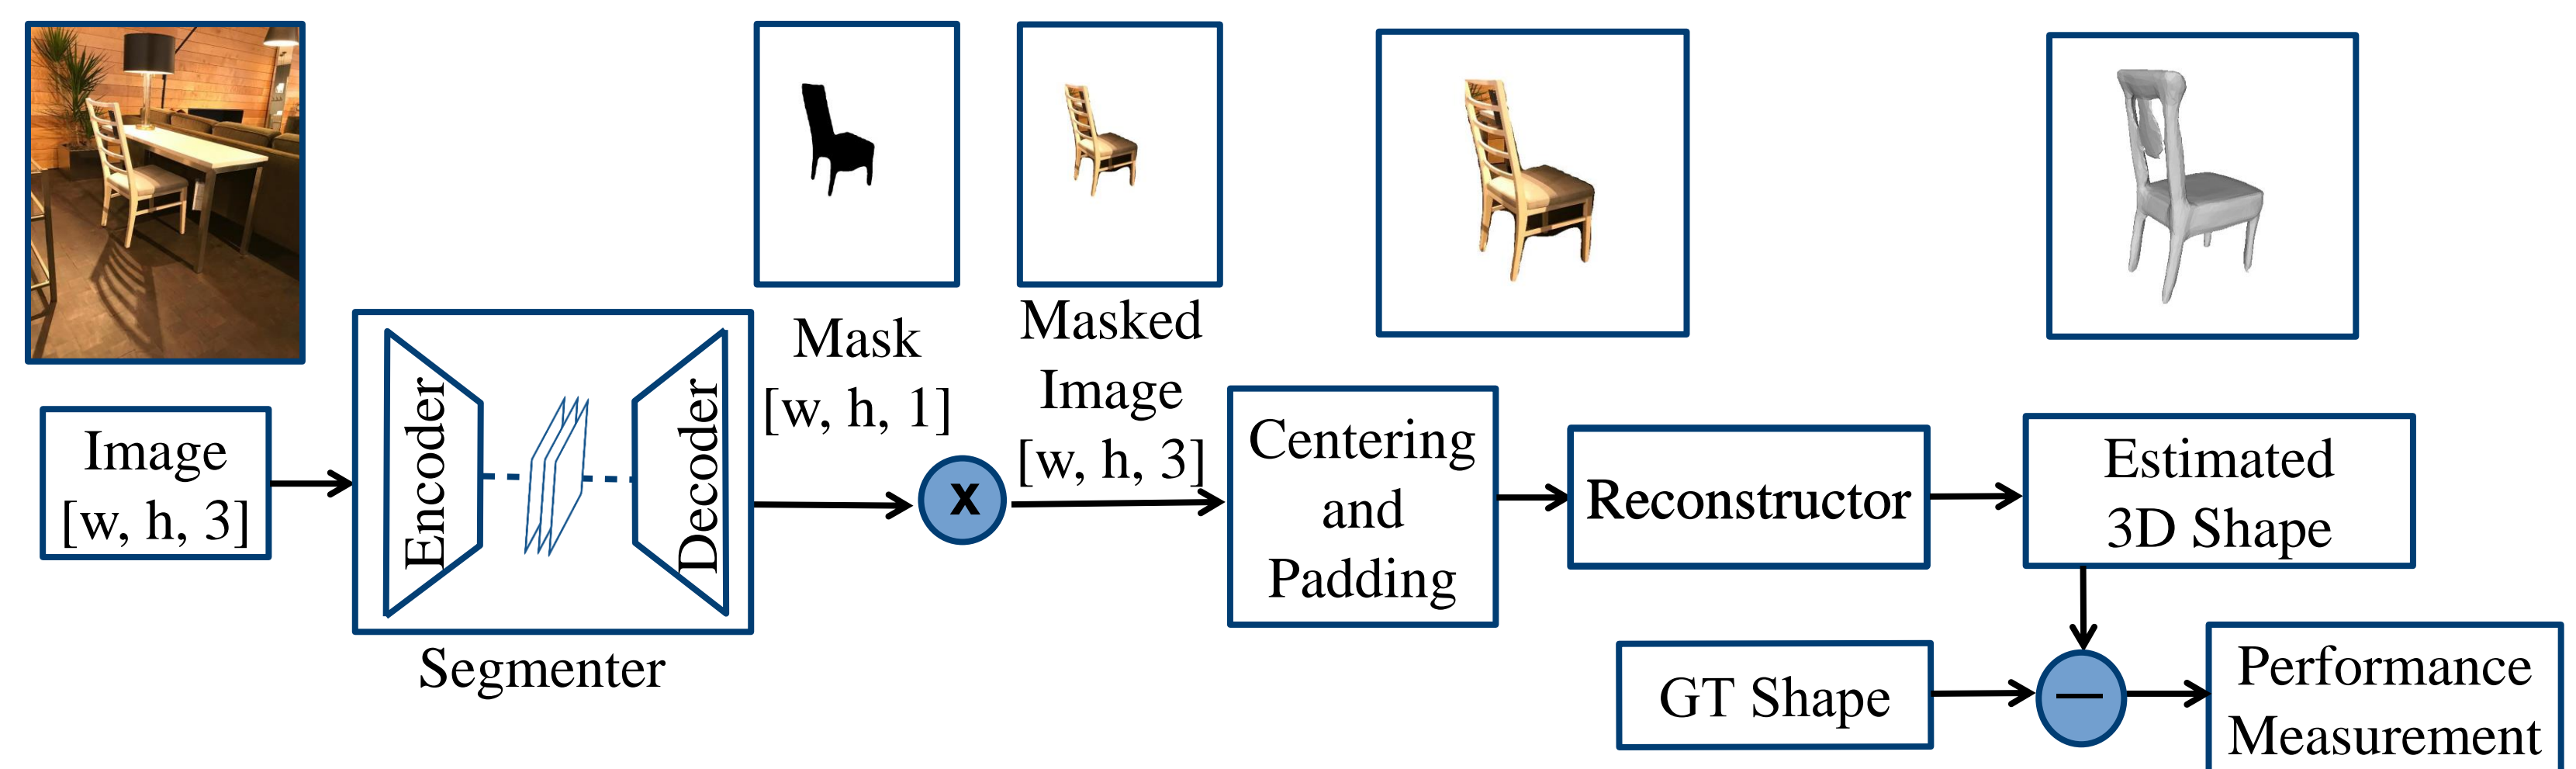 Image
[w, h, 3]
Encoder
Decoder
Segmenter
Mask
[w, h, 1]
x
Masked
Image
[w, h, 3]
Centering
and
Padding
Reconstructor
Estimated
3D Shape
GT Shape
—
Performance
Measurement